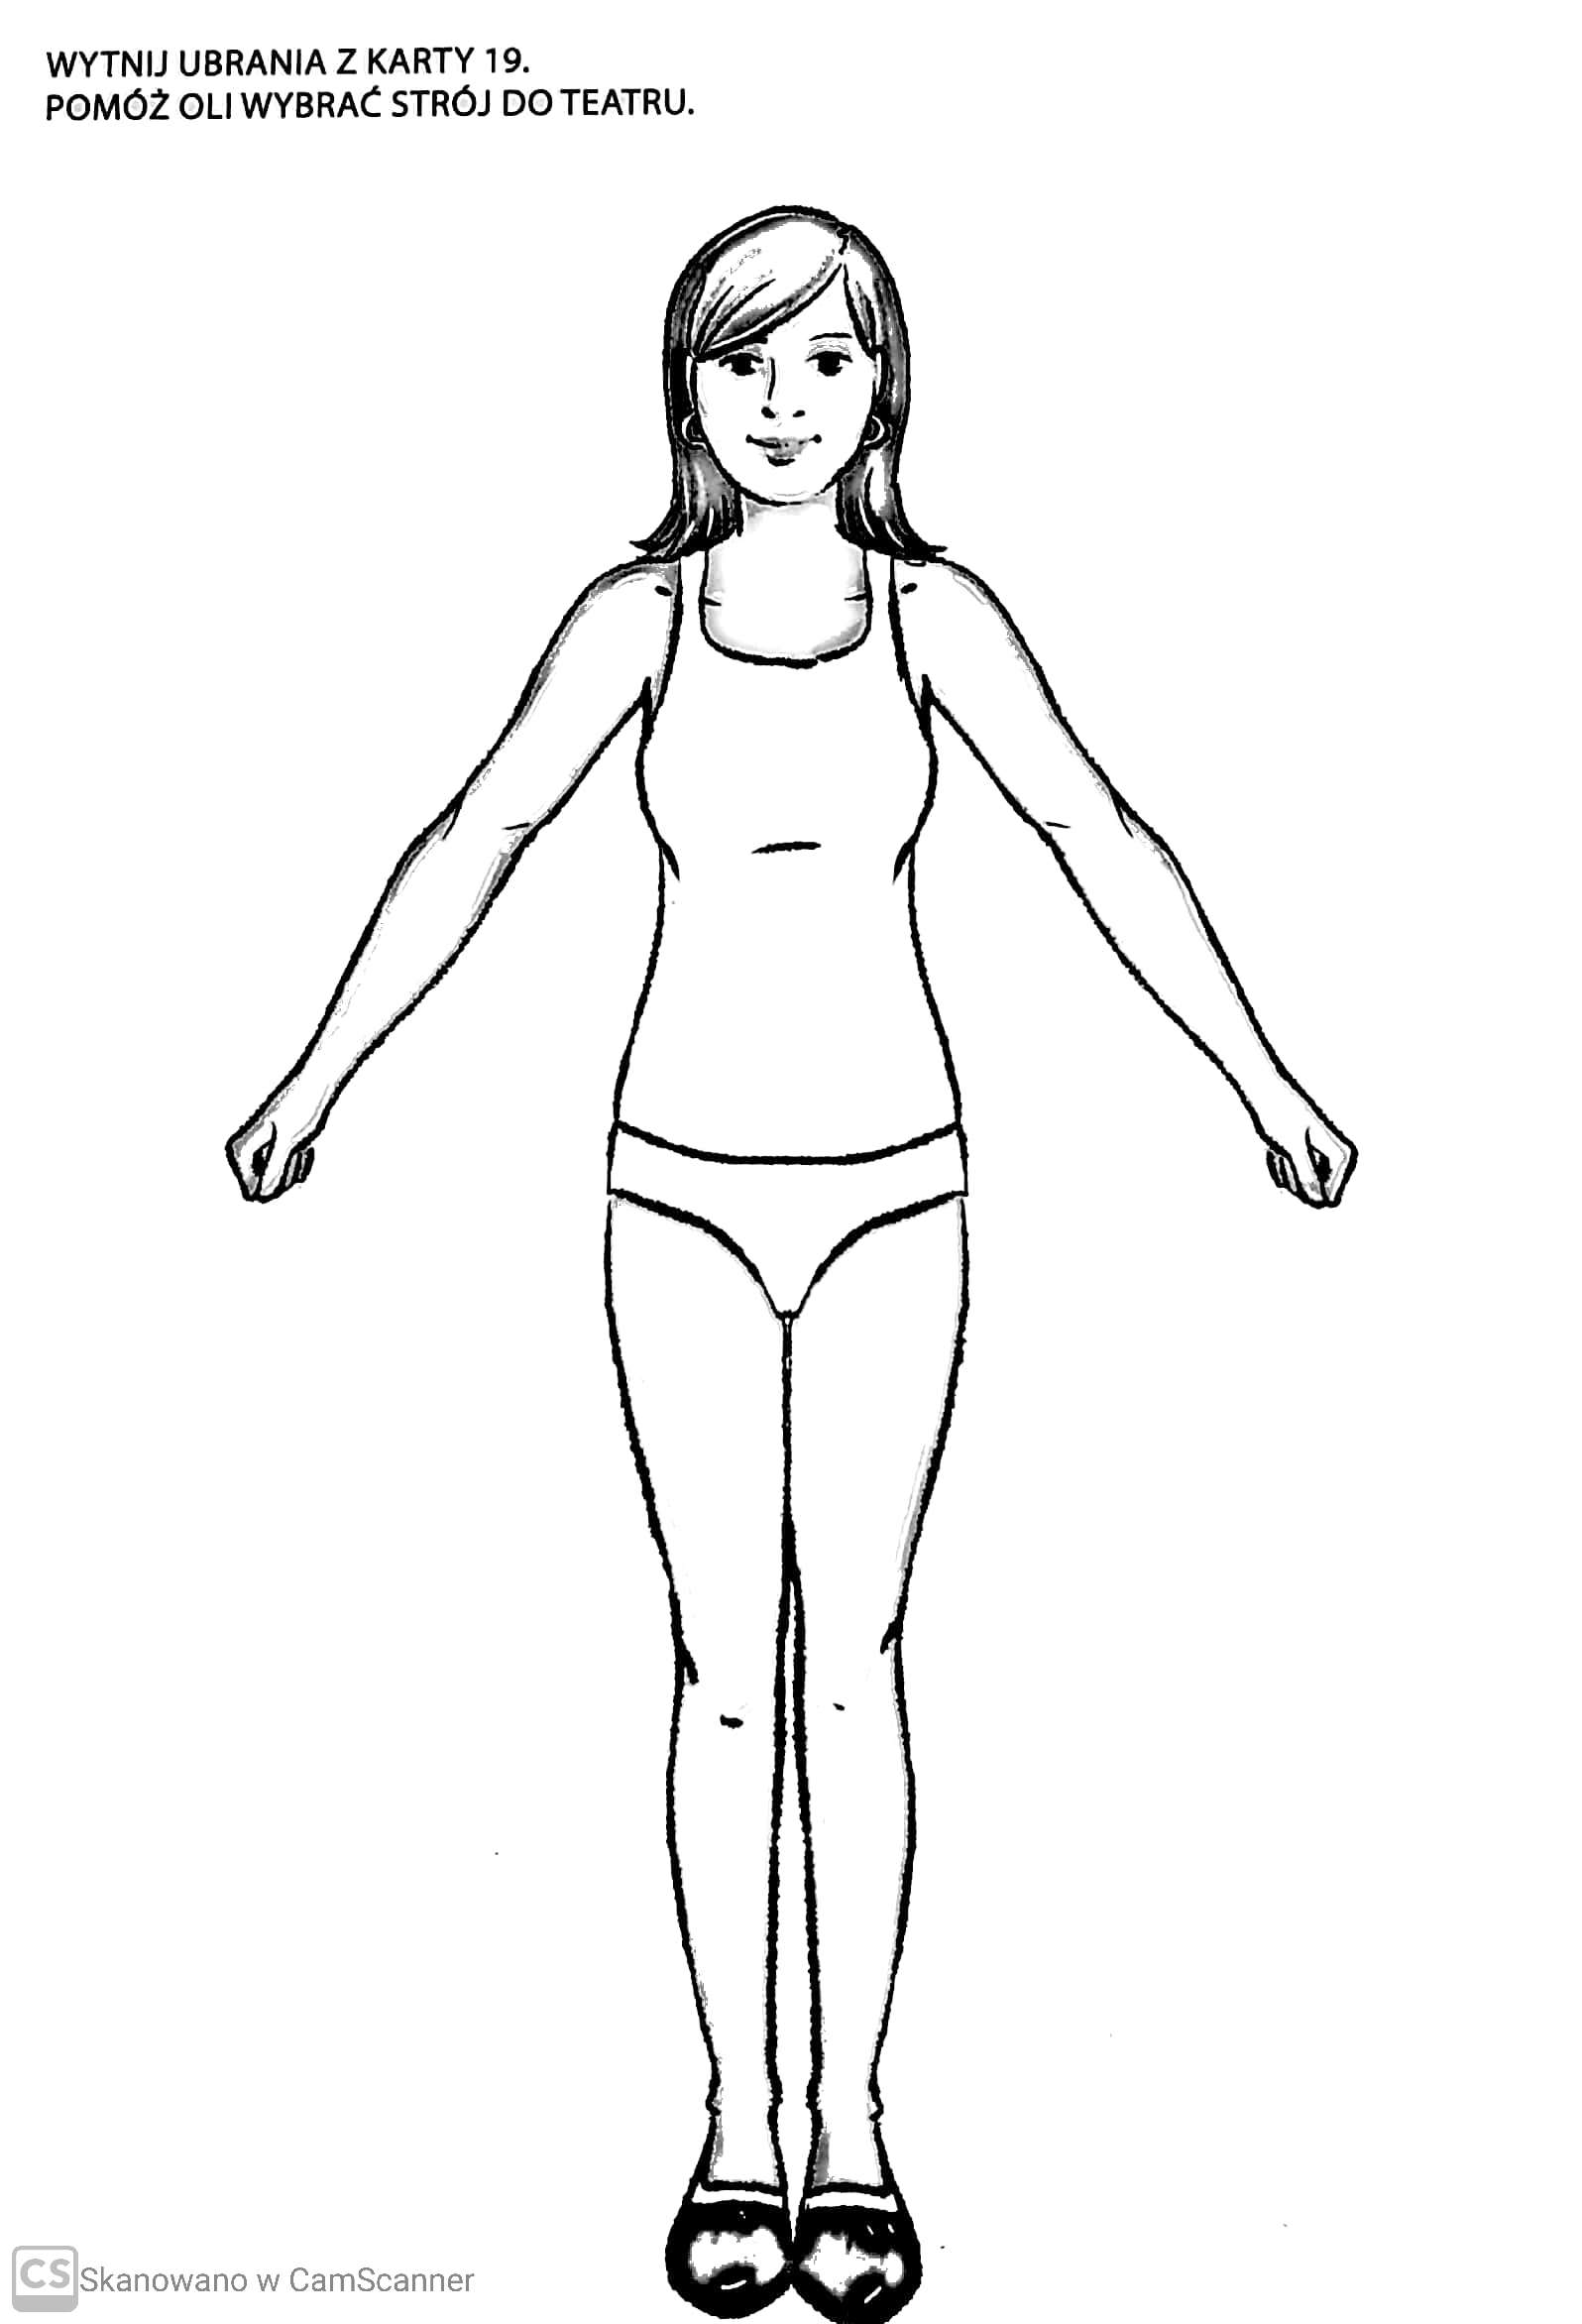 WYTNIJ UBRANIA Z KARTY 19.
POMÓŻ OLI WYBRAĆ STRÓJ DO TEATRU.
CS Skanowano w CamScanner